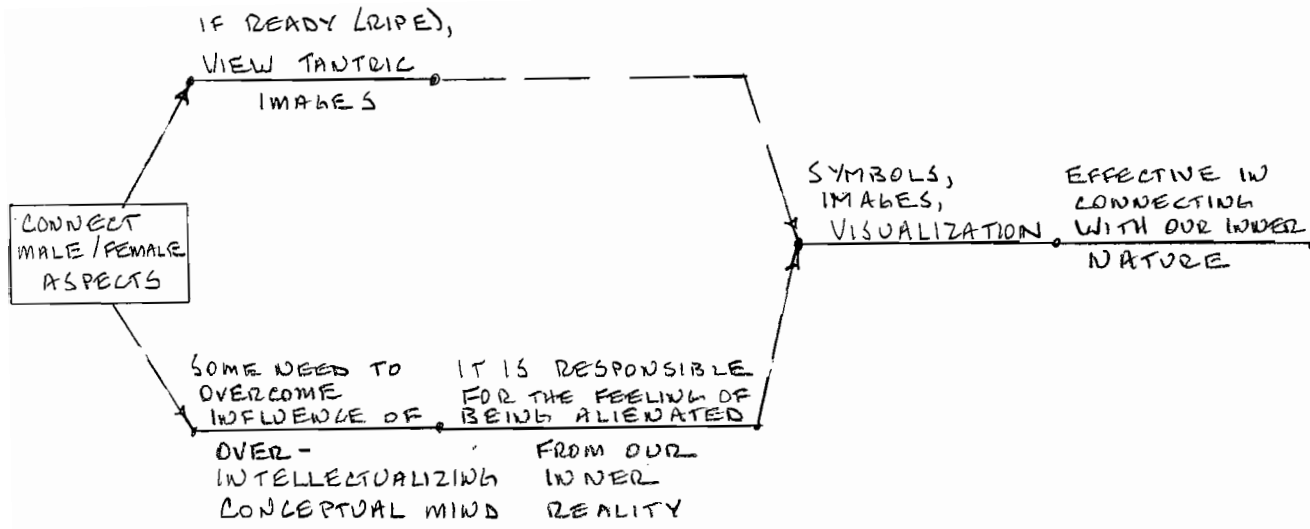 IF READY (RIPE),
VIEW TANTRIC
IMAGES
CONNECT
MALE/FEMALE
ASPECTS
SYMBOLS,
IMAGES,
VISUALIZATION
EFFECTIVE IN
CONNECTING
WITH OUR INNER
NATURE
SOME NEED TO
OVERCOME
INFLUENCE OF
OVER-
INTELLECTUALIZING
CONCEPTUAL MIND
IT IS RESPONSIBLE
FOR THE FEELING OF
BEING ALIENATED
FROM OUR
INNER
REALITY